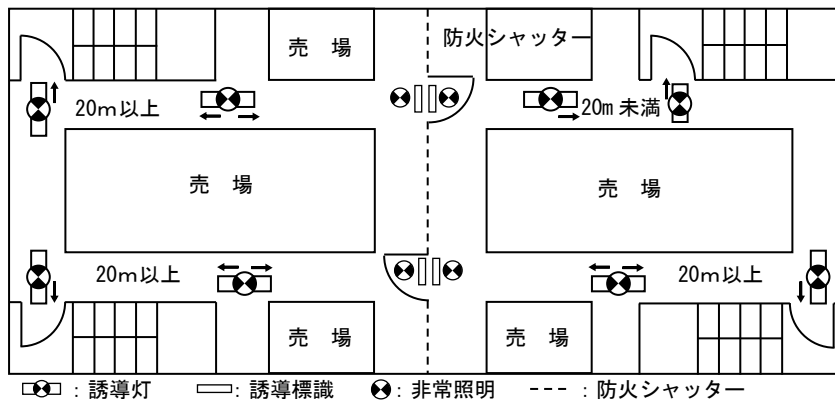 売 場
防火シャッター
20m以上
20m未満
売 場
売 場
20m以上
20m以上
売 場
売 場
：誘導灯
：誘導標識
：非常照明
：防火シャッター